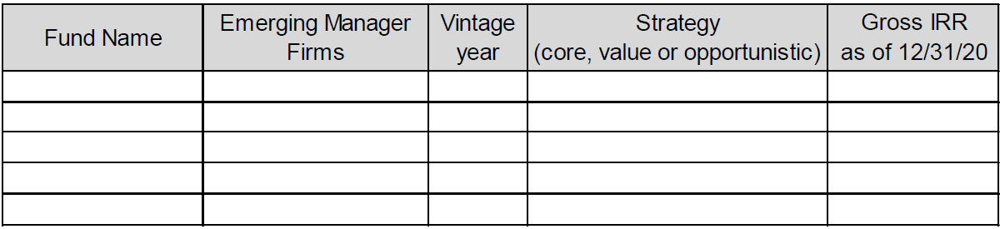 Fund Name
Emerging Manager
Firms
Vintage
year
Strategy
(core, value or opportunistic)
Gross IRR
as of 12/31/20